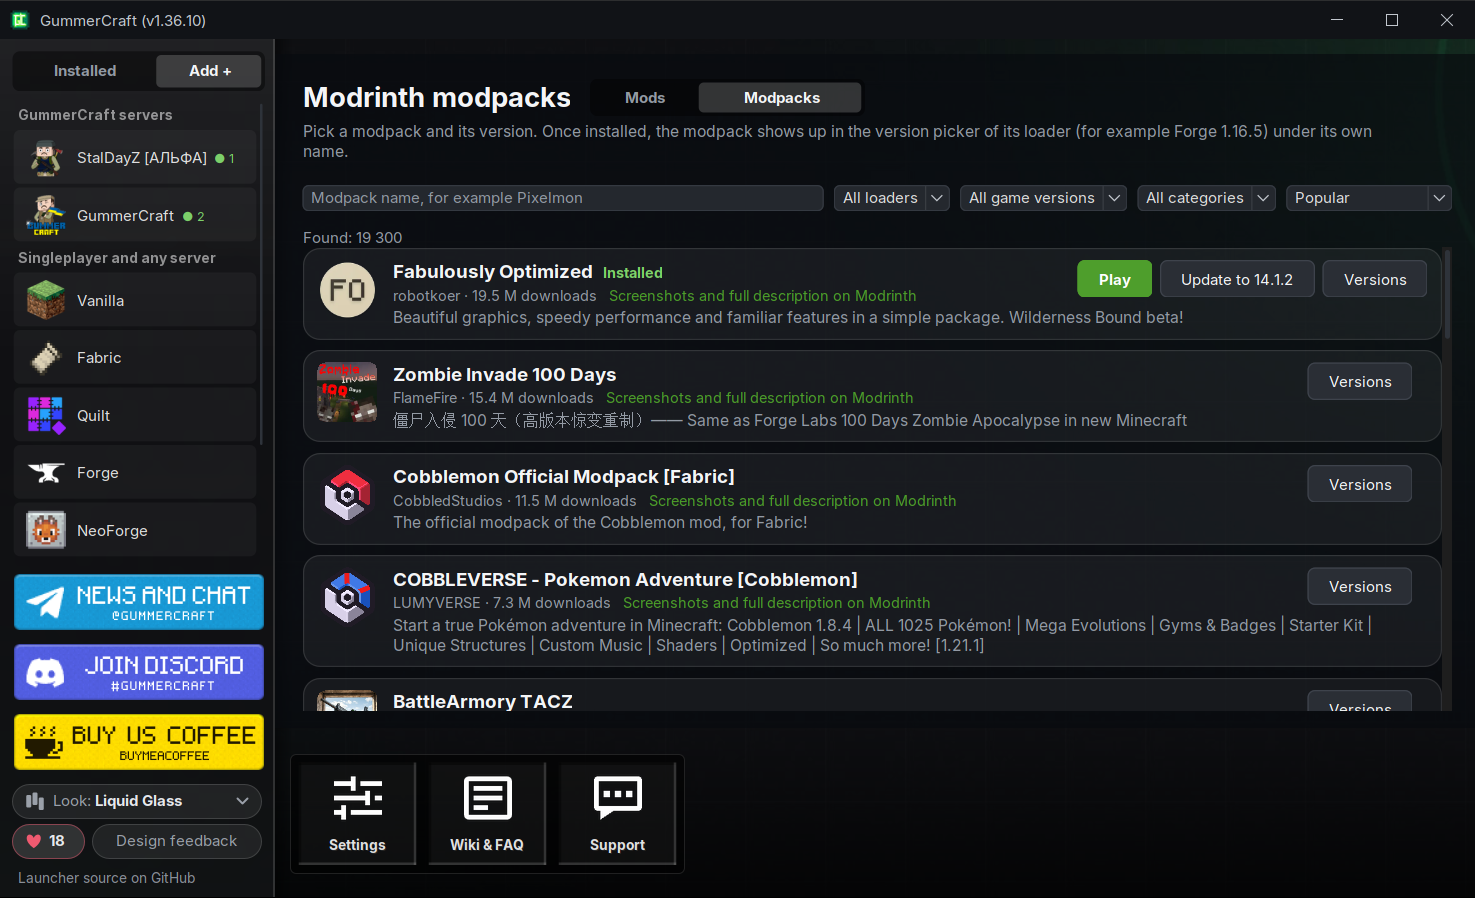 GummerCraft (v1.36.10)
Installed
Add +
GummerCraft servers
StalDayZ [АЛЬФА] 1
GummerCraft 2
GUMMER
CRAFT
Singleplayer and any server
Vanilla
Fabric
Quilt
Forge
NeoForge
NEWS AND CHAT
@GUMMERCRAFT
JOIN DISCORD
#GUMMERCRAFT
BUY US COFFEE
BUYMEACOFFEE
Look: Liquid Glass
18
Design feedback
Launcher source on GitHub
Modrinth modpacks
Mods
Modpacks
Pick a modpack and its version. Once installed, the modpack shows up in the version picker of its loader (for example Forge 1.16.5) under its own
name.
Modpack name, for example Pixelmon
All loaders
All game versions
All categories
Popular
Found: 19 300
FO
Fabulously Optimized Installed
robotkoer · 19.5 M downloads Screenshots and full description on Modrinth
Beautiful graphics, speedy performance and familiar features in a simple package. Wilderness Bound beta!
Play
Update to 14.1.2
Versions
Zombie
Invade
100 Days
Zombie Invade 100 Days
FlameFire · 15.4 M downloads Screenshots and full description on Modrinth
僵尸入侵 100 天（高版本惊变重制）—— Same as Forge Labs 100 Days Zombie Apocalypse in new Minecraft
Versions
Cobblemon Official Modpack [Fabric]
CobbledStudios · 11.5 M downloads Screenshots and full description on Modrinth
The official modpack of the Cobblemon mod, for Fabric!
Versions
COBBLEVERSE - Pokemon Adventure [Cobblemon]
LUMYVERSE · 7.3 M downloads Screenshots and full description on Modrinth
Start a true Pokémon adventure in Minecraft: Cobblemon 1.8.4 | ALL 1025 Pokémon! | Mega Evolutions | Gyms & Badges | Starter Kit |
Unique Structures | Custom Music | Shaders | Optimized | So much more! [1.21.1]
Versions
BattleArmory TACZ
Versions
Settings
Wiki & FAQ
Support